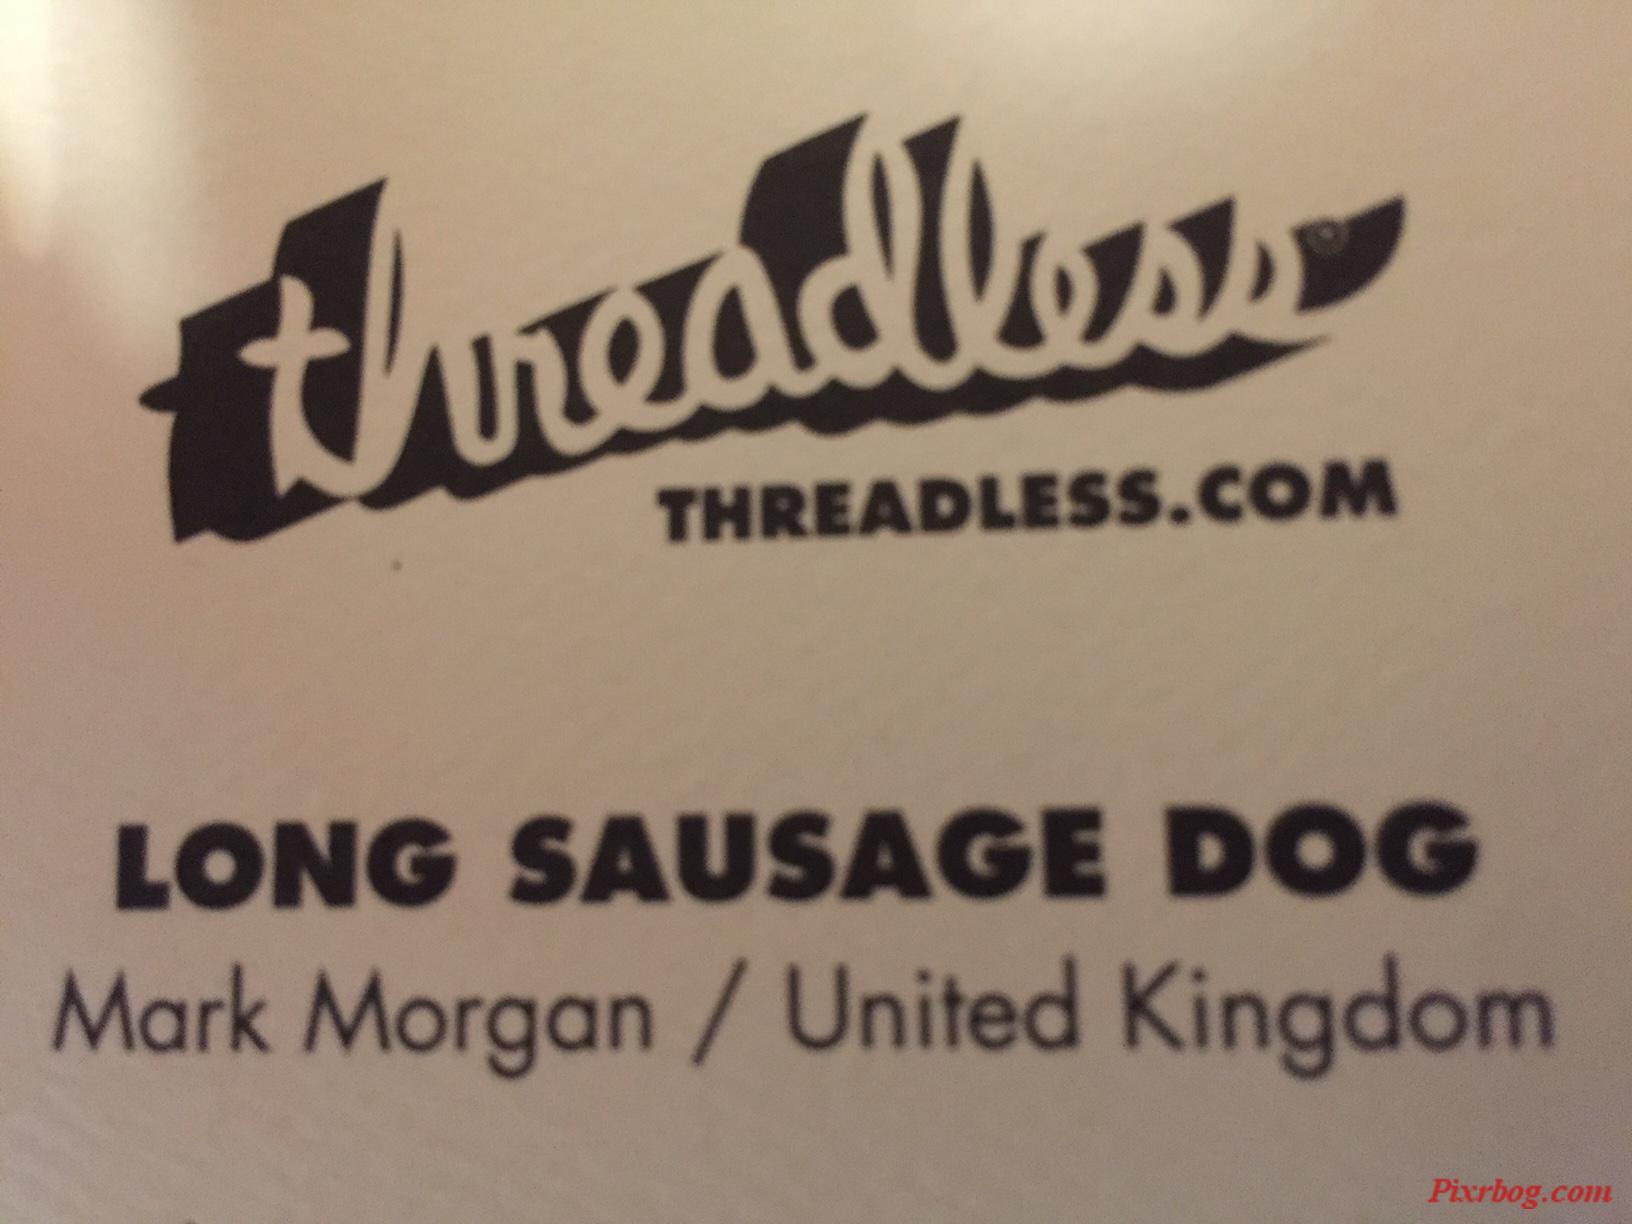 threadless®
THREADLESS.COM
LONG SAUSAGE DOG
Mark Morgan / United Kingdom
Pixrbog.com